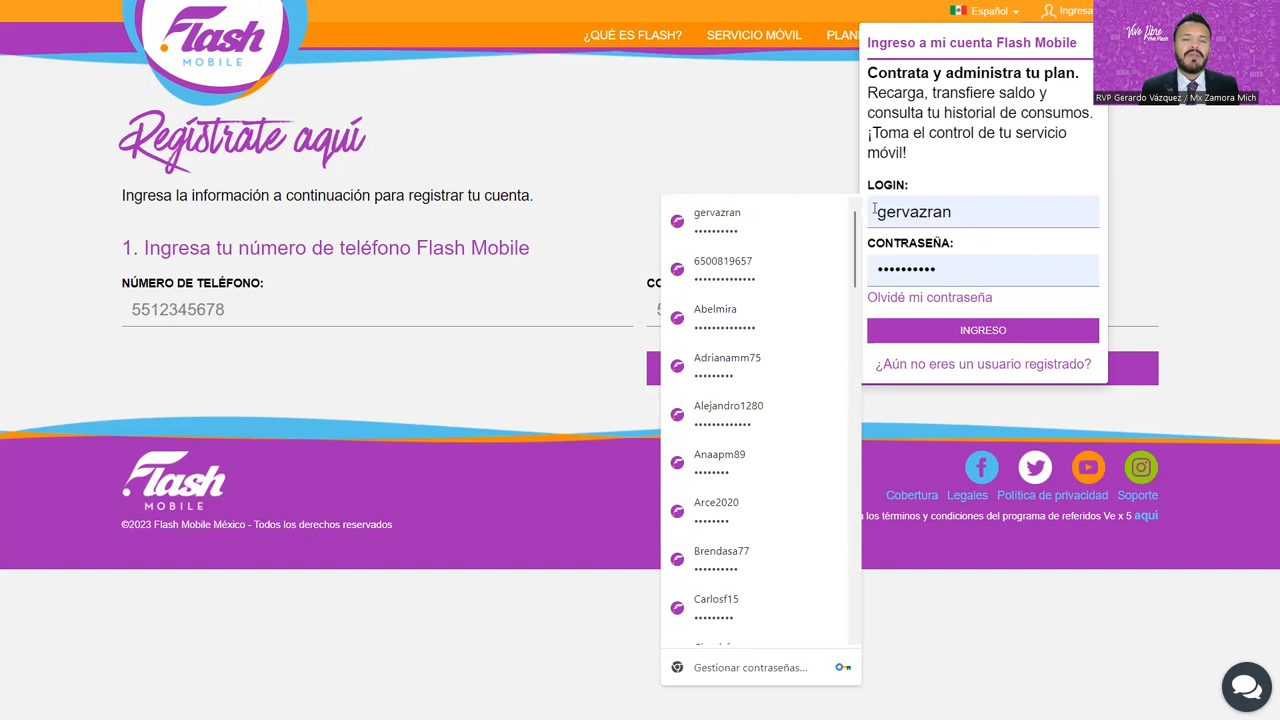 Flash
MOBILE
Español
Ingresa
¿QUÉ ES FLASH?
SERVICIO MÓVIL
Vive libre
Vive Flash
RVP Gerardo Vázquez / Mx Zamora Mich
Regístrate aquí
Ingresa la información a continuación para registrar tu cuenta.
1. Ingresa tu número de teléfono Flash Mobile
NÚMERO DE TELÉFONO:
5512345678
Ingreso a mi cuenta Flash Mobile
Contrata y administra tu plan.
Recarga, transfiere saldo y
consulta tu historial de consumos.
¡Toma el control de tu servicio
móvil!
LOGIN:
gervazran
CONTRASEÑA:
••••••••••
Olvidé mi contraseña
INGRESO
¿Aún no eres un usuario registrado?
gervazran
••••••••••
6500819657
••••••••••••••
Abelmira
••••••••••••••
Adrianamm75
•••••••••
Alejandro1280
•••••••••••••
Anaapm89
••••••••
Arce2020
••••••••
Brendasa77
••••••••••
Carlosf15
•••••••••
Gestionar contraseñas...
Flash
MOBILE
©2023 Flash Mobile México - Todos los derechos reservados
Cobertura
Legales
Política de privacidad
Soporte
los términos y condiciones del programa de referidos Ve x 5 aquí